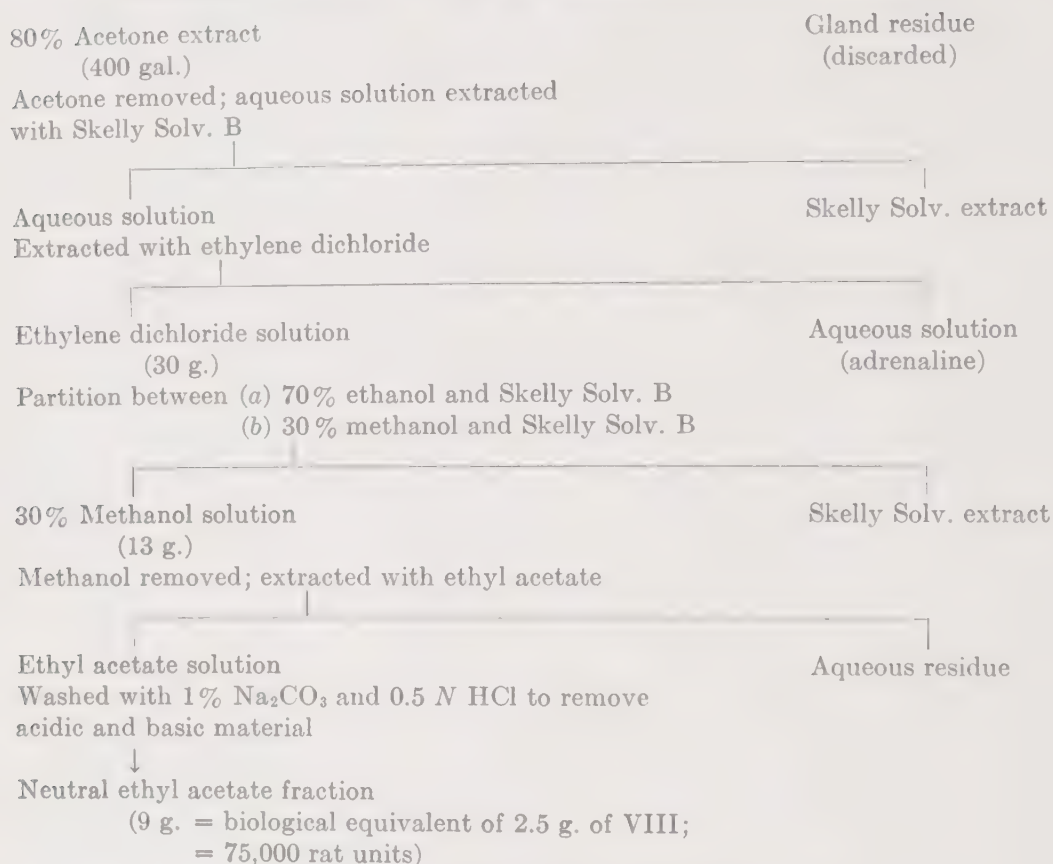 80% Acetone extract
(400 gal.)
Gland residue
(discarded)
Acetone removed; aqueous solution extracted
with Skelly Solv. B
Aqueous solution
Skelly Solv. extract
Extracted with ethylene dichloride
Ethylene dichloride solution
(30 g.)
Aqueous solution
(adrenaline)
Partition between (a) 70% ethanol and Skelly Solv. B
(b) 30% methanol and Skelly Solv. B
30% Methanol solution
(13 g.)
Skelly Solv. extract
Methanol removed; extracted with ethyl acetate
Ethyl acetate solution
Aqueous residue
Washed with 1% Na₂CO₃ and 0.5 N HCl to remove
acidic and basic material
↓
Neutral ethyl acetate fraction
(9 g. = biological equivalent of 2.5 g. of VIII;
= 75,000 rat units)